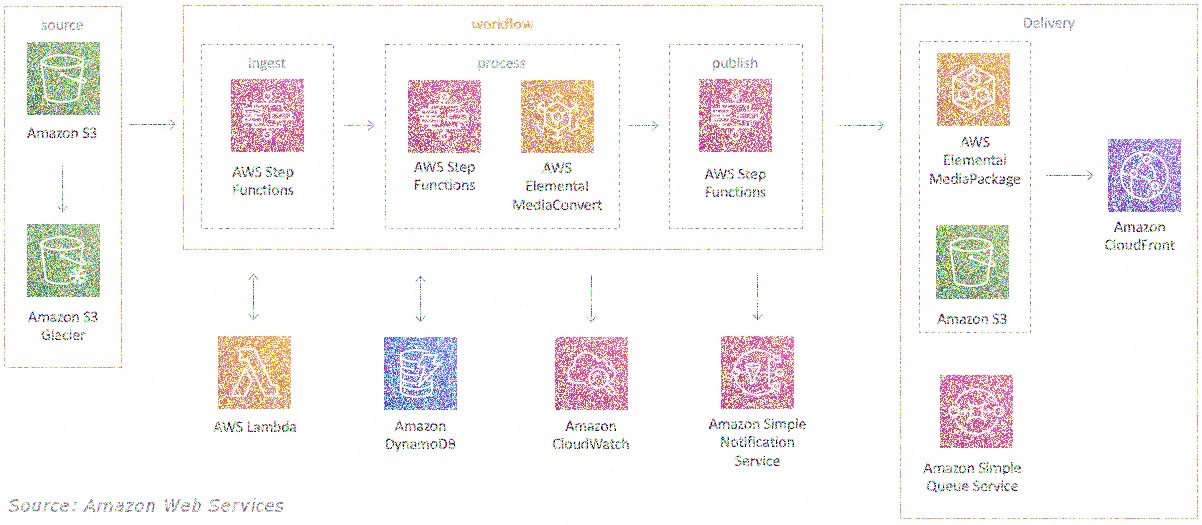 source
Amazon S3
Amazon S3
Glacier
workflow
ingest
AWS Step
Functions
process
AWS Step
Functions
AWS
Elemental
MediaConvert
publish
AWS Step
Functions
AWS Lambda
Amazon
DynamoDB
Amazon
CloudWatch
Amazon Simple
Notification
Service
Delivery
AWS
Elemental
MediaPackage
Amazon S3
Amazon
CloudFront
Amazon Simple
Queue Service
Source: Amazon Web Services